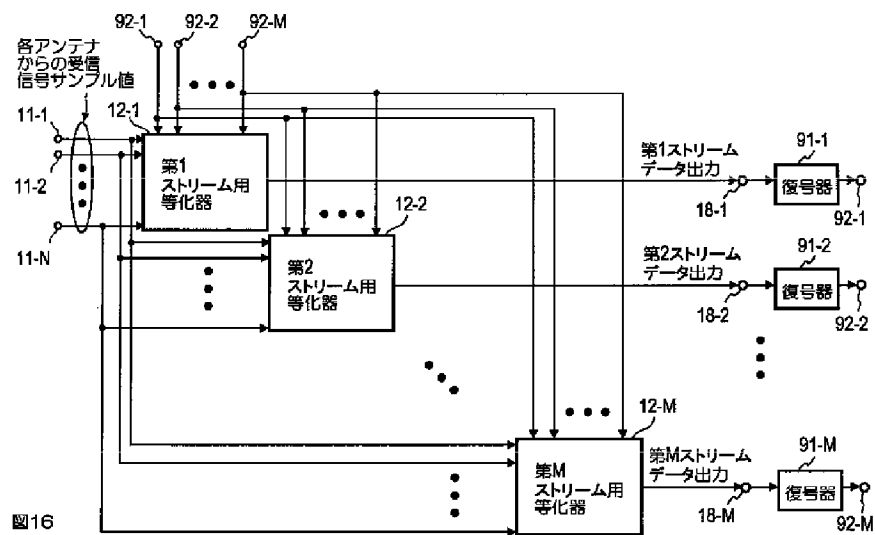 92-1
92-2
92-M
各アンテナ
からの受信
信号サンプル値
11-1
11-2
11-N
12-1
第1
ストリーム用
等化器
第1ストリーム
データ出力
18-1
91-1
復号器
92-1
12-2
第2
ストリーム用
等化器
第2ストリーム
データ出力
18-2
91-2
復号器
92-2
12-M
第M
ストリーム用
等化器
第Mストリーム
データ出力
18-M
91-M
復号器
92-M
図16